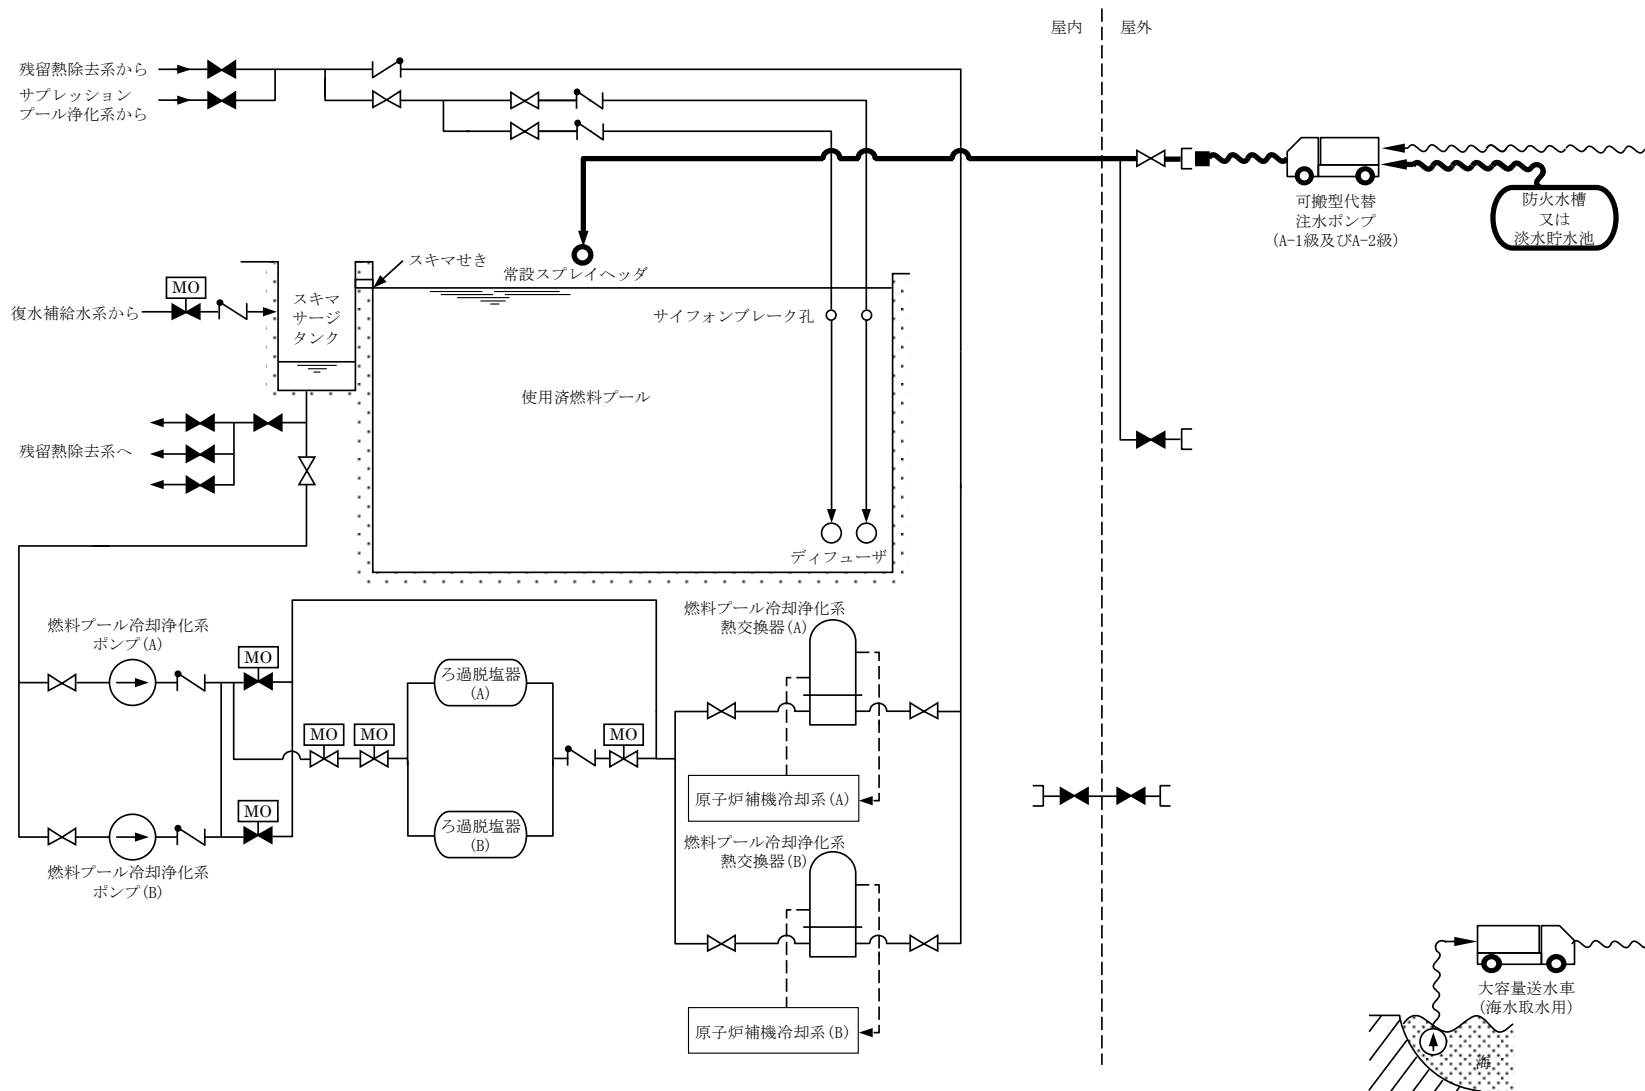 屋内
屋外
残留熱除去系から
サプレッション
プール浄化系から
可搬型代替
注水ポンプ
(A-1級及びA-2級)
防火水槽
又は
淡水貯水池
スキマせき
常設スプレイヘッダ
MO
復水補給水系から
スキマ
サージ
タンク
サイフォンブレーク孔
使用済燃料プール
残留熱除去系へ
ディフューザ
燃料プール冷却浄化系
ポンプ(A)
MO
燃料プール冷却浄化系
熱交換器(A)
ろ過脱塩器
(A)
MO
MO
MO
原子炉補機冷却系(A)
MO
ろ過脱塩器
(B)
燃料プール冷却浄化系
熱交換器(B)
燃料プール冷却浄化系
ポンプ(B)
原子炉補機冷却系(B)
大容量送水車
(海水取水用)
海